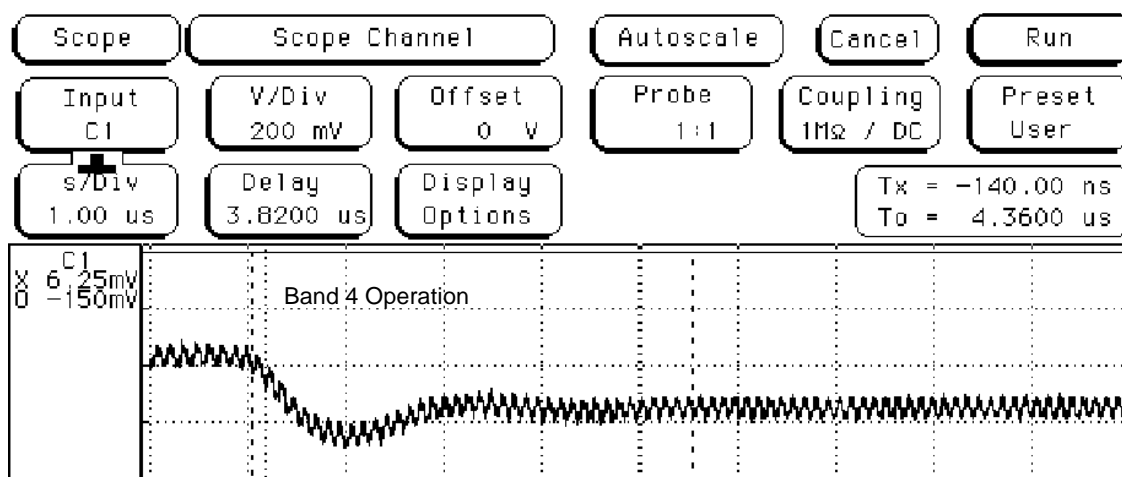 Scope Scope Channel Autoscale Cancel Run
Input V/Div Offset Probe Coupling Preset
C1 200 mV 0 V 1:1 1MΩ / DC User
s/Div Delay Display Tx = -140.00 ns
1.00 us 3.8200 us Options To = 4.3600 us
C1
X 6.25mV
O -150mV
Band 4 Operation